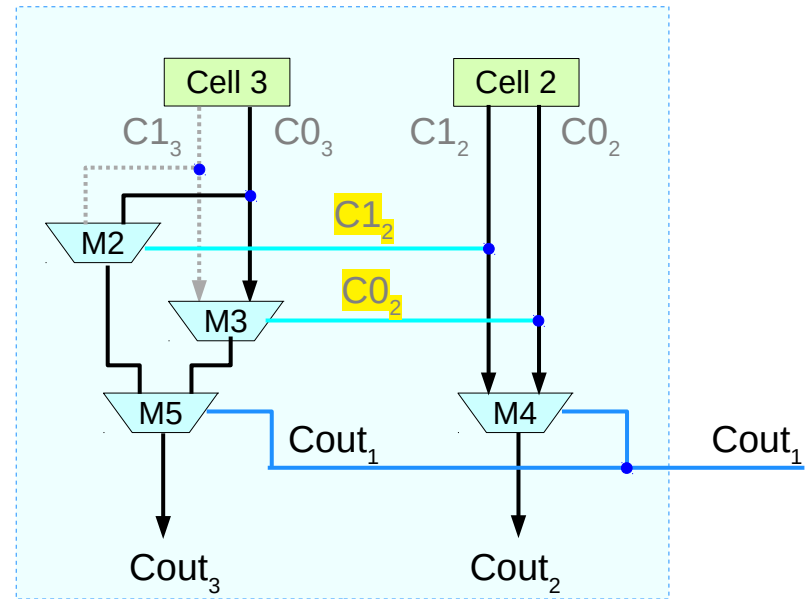 Cell 3
Cell 2
C1₃
C0₃
C1₂
C0₂
C1₂
M2
C0₂
M3
M5
M4
Cout₁
Cout₁
Cout₃
Cout₂